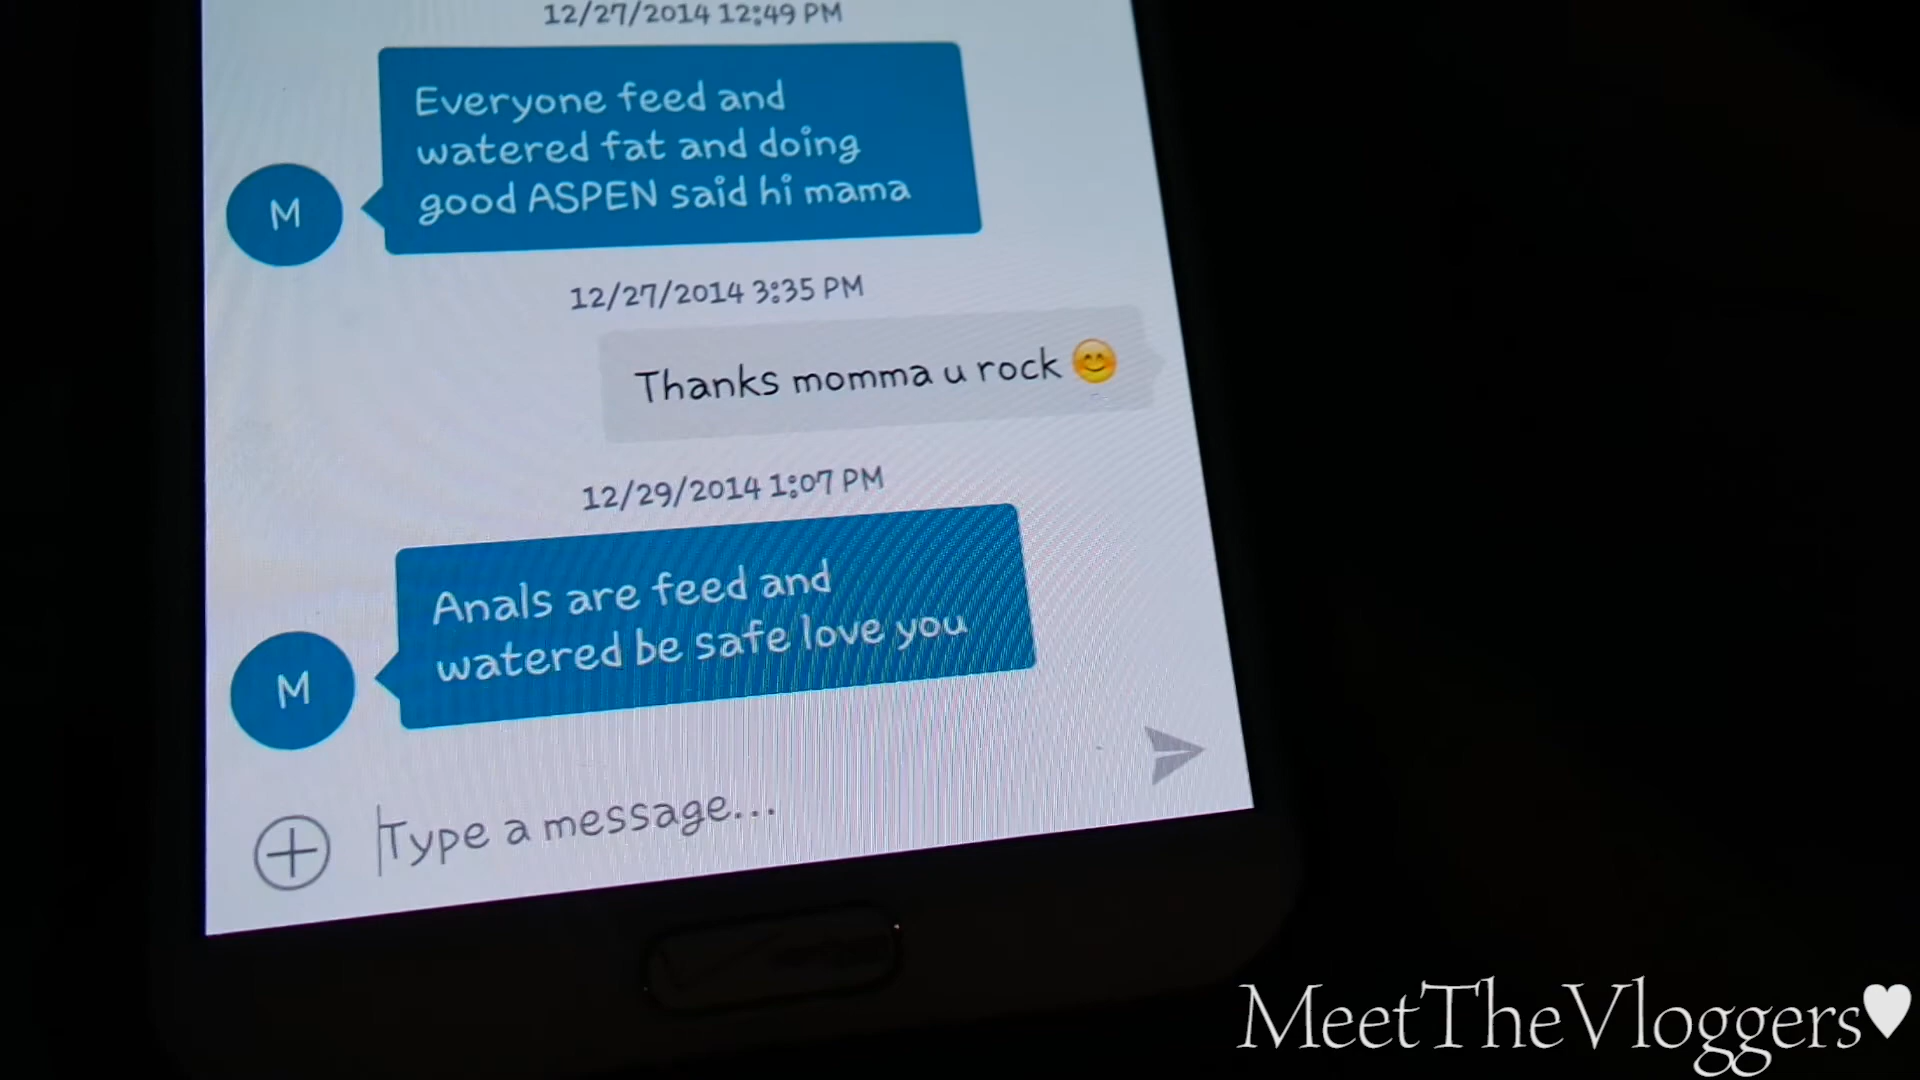 12/27/2014 12:49 PM
Everyone feed and
watered fat and doing
good ASPEN said hi mama
M
12/27/2014 3:35 PM
Thanks momma u rock 😊
12/29/2014 1:07 PM
Anals are feed and
watered be safe love you
M
Type a message...
MeetTheVloggers♥